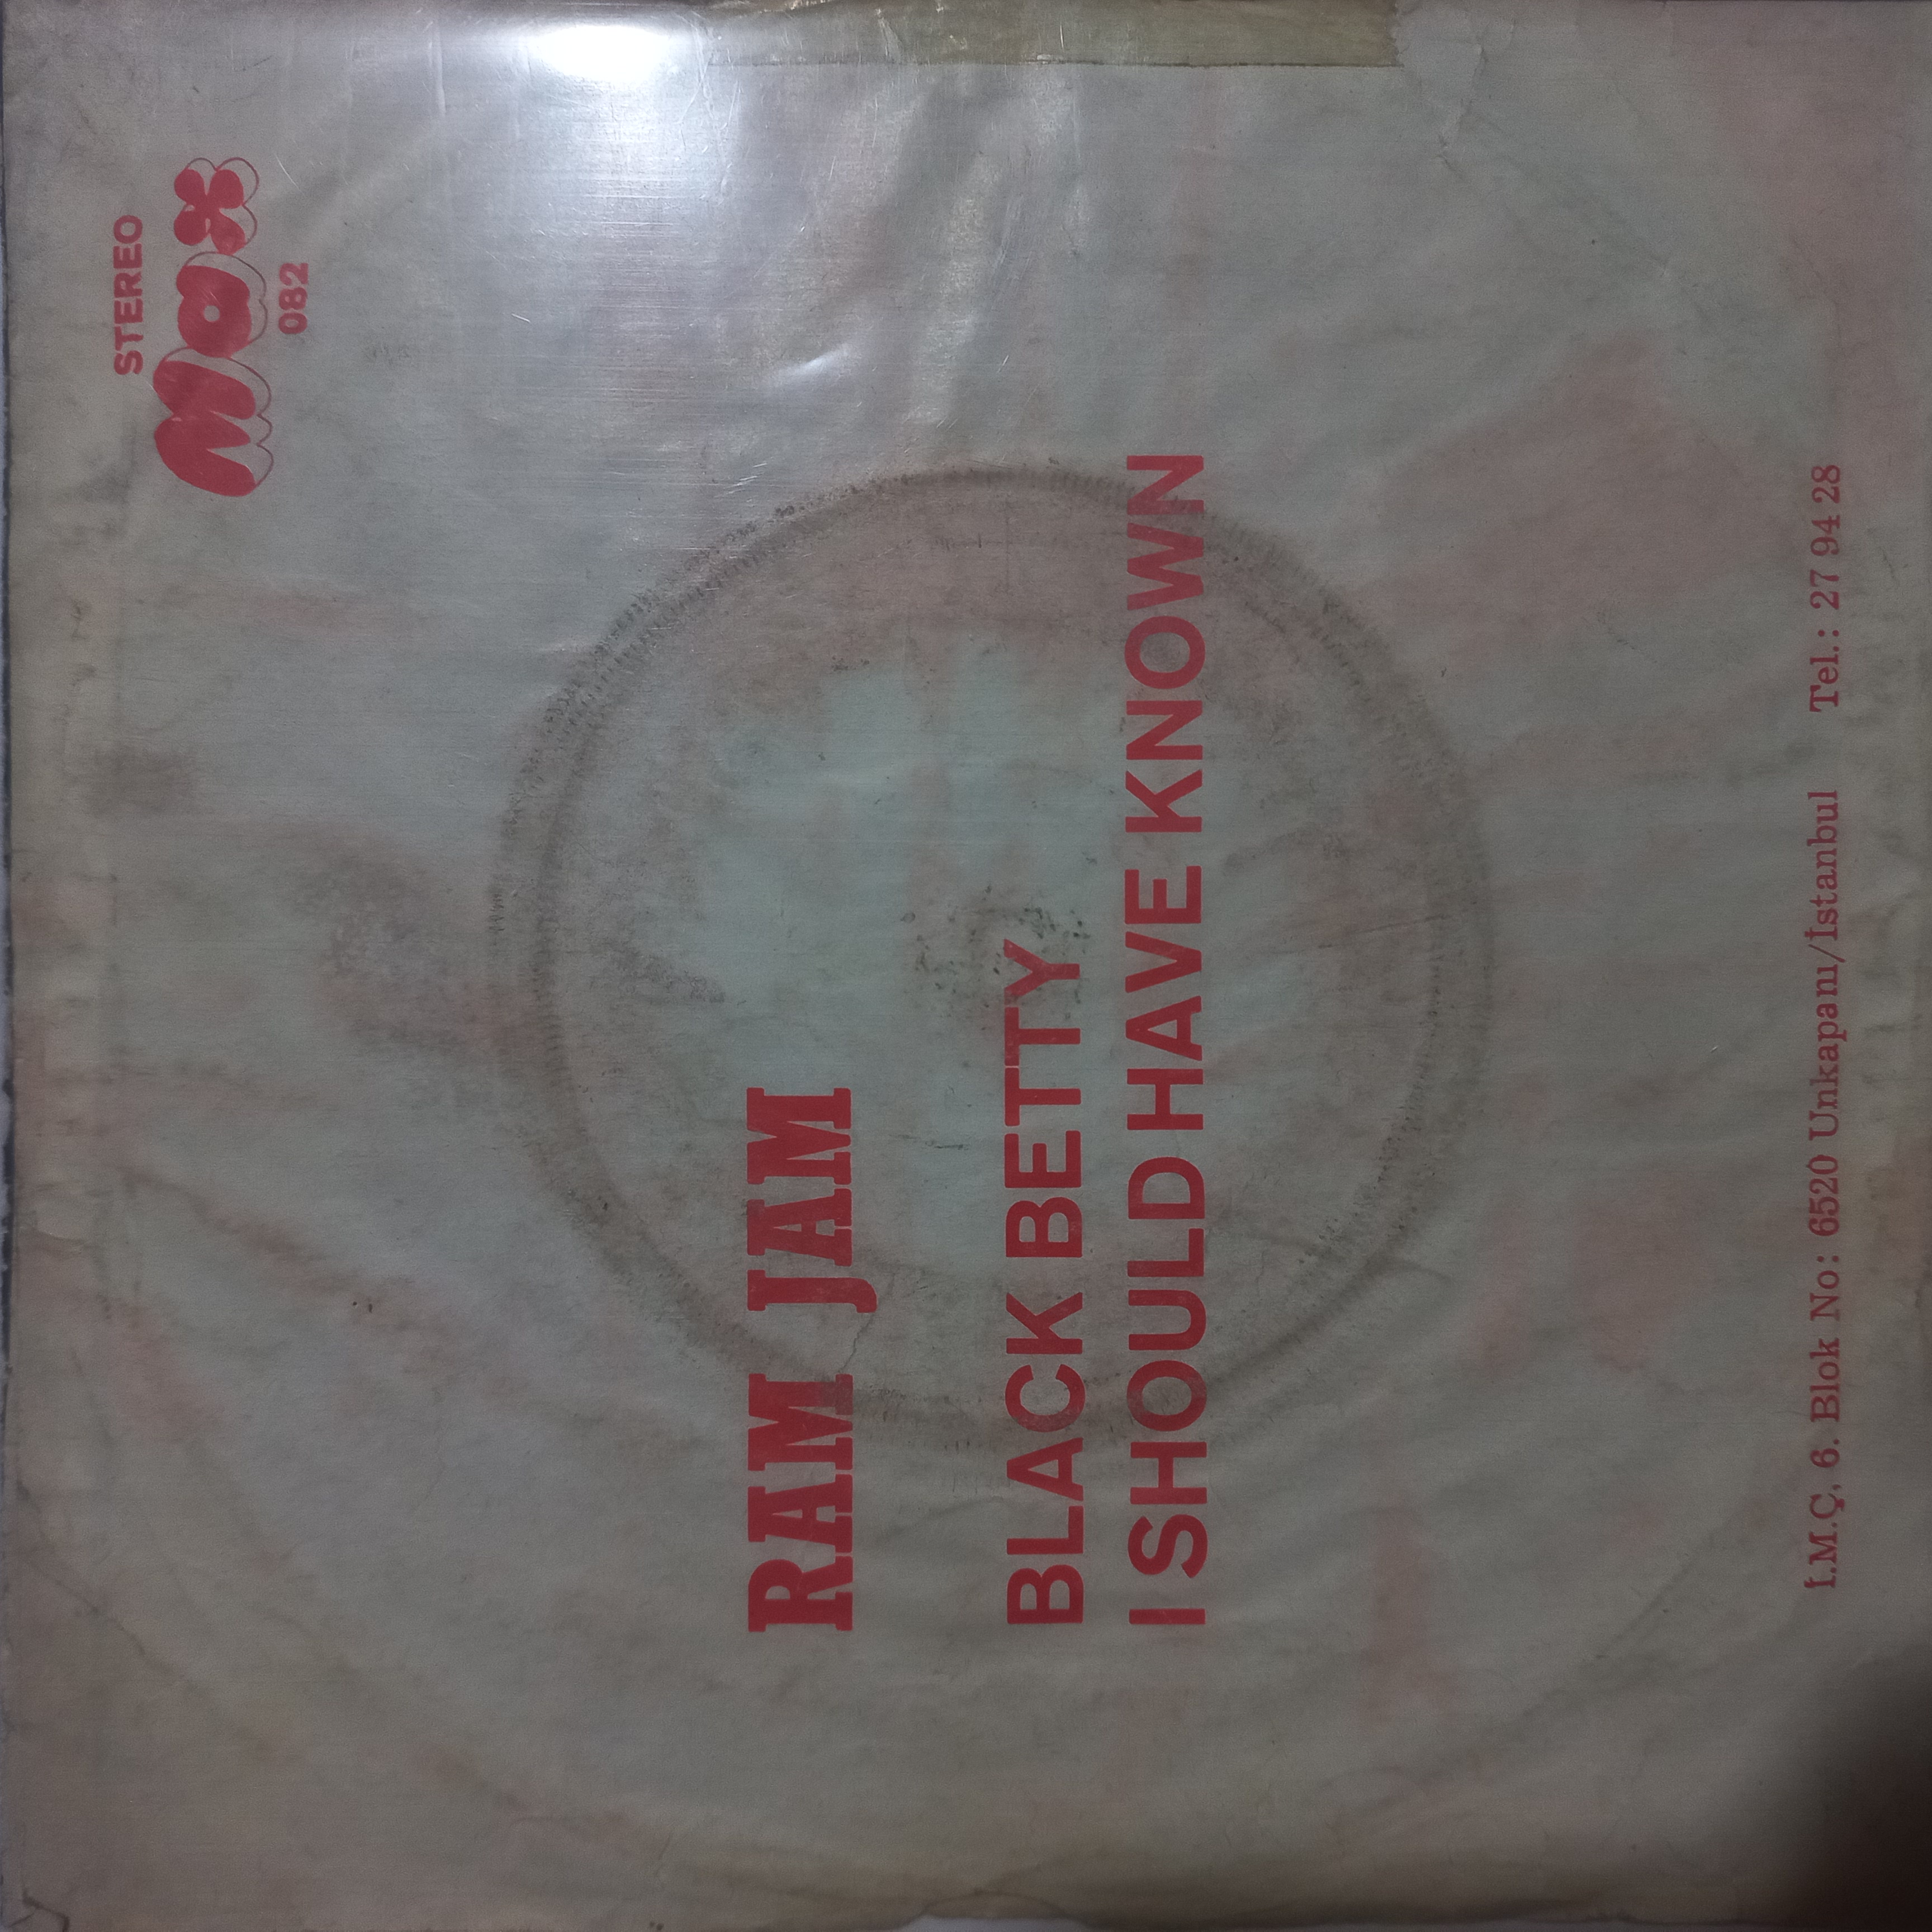 STEREO
Max
082
RAM JAM
BLACK BETTY
I SHOULD HAVE KNOWN
İ.M.Ç, 6. Blok No: 6520 Unkapanı/İstanbul Tel.: 27 94 28